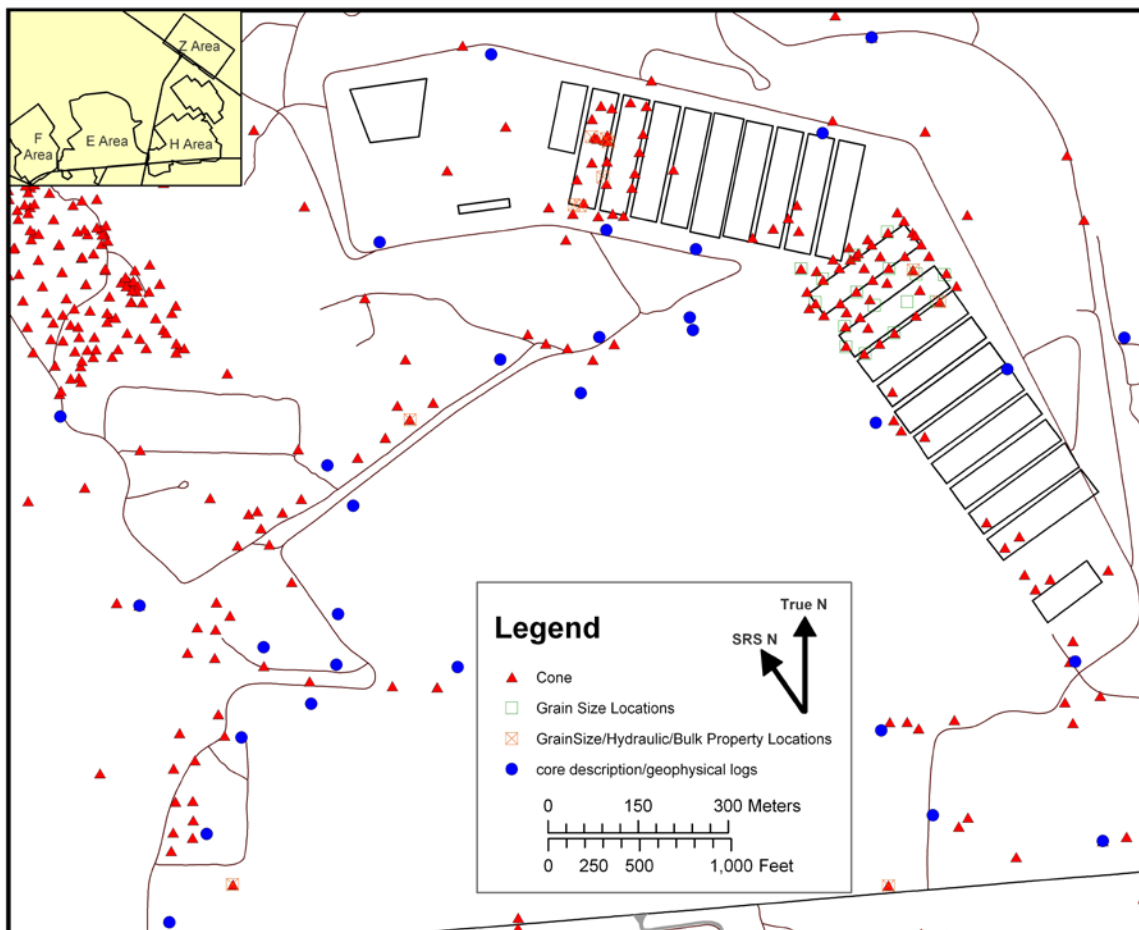 Z Area
F
Area
E Area
H Area
Legend
True N
SRS N
Cone
Grain Size Locations
GrainSize/Hydraulic/Bulk Property Locations
core description/geophysical logs
0 150 300 Meters
0 250 500 1,000 Feet